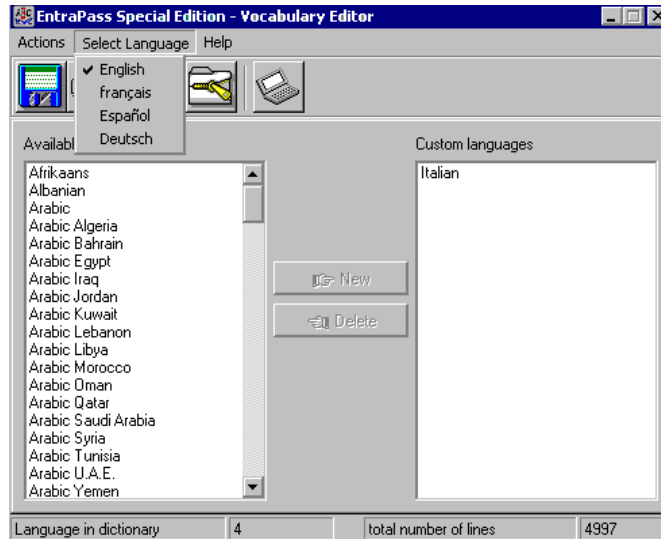 EntraPass Special Edition - Vocabulary Editor
Actions Select Language Help
English
français
Español
Deutsch
Custom languages
Afrikaans
Albanian
Arabic
Arabic Algeria
Arabic Bahrain
Arabic Egypt
Arabic Iraq
Arabic Jordan
Arabic Kuwait
Arabic Lebanon
Arabic Libya
Arabic Morocco
Arabic Oman
Arabic Qatar
Arabic Saudi Arabia
Arabic Syria
Arabic Tunisia
Arabic U.A.E.
Arabic Yemen
New
Delete
Italian
Language in dictionary 4 total number of lines 4997